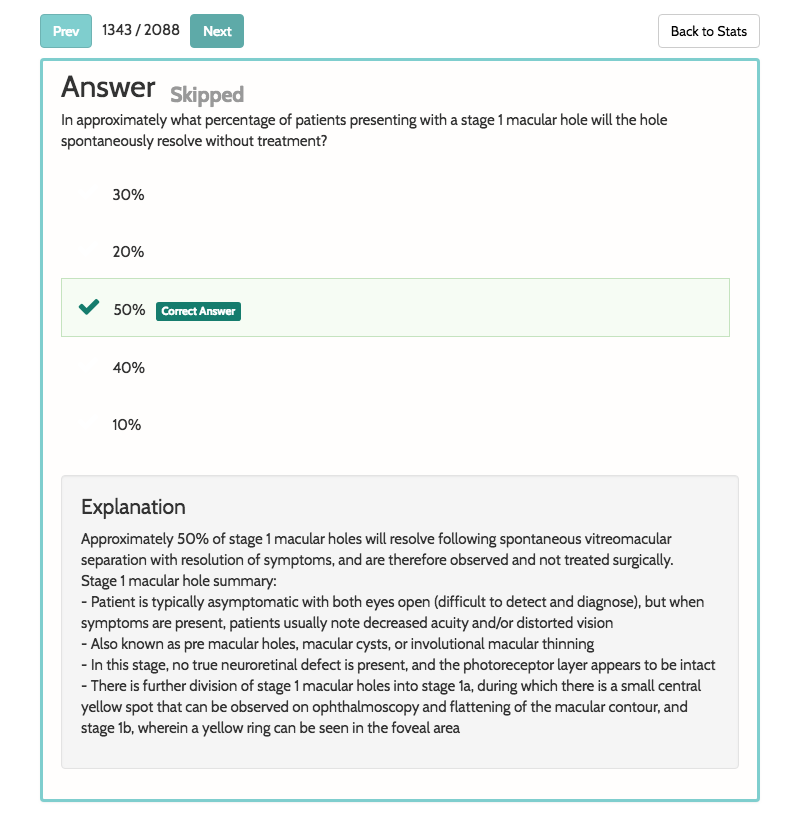 Prev 1343 / 2088 Next Back to Stats
Answer Skipped
In approximately what percentage of patients presenting with a stage 1 macular hole will the hole
spontaneously resolve without treatment?
30%
20%
50% Correct Answer
40%
10%
Explanation
Approximately 50% of stage 1 macular holes will resolve following spontaneous vitreomacular
separation with resolution of symptoms, and are therefore observed and not treated surgically.
Stage 1 macular hole summary:
- Patient is typically asymptomatic with both eyes open (difficult to detect and diagnose), but when
symptoms are present, patients usually note decreased acuity and/or distorted vision
- Also known as pre macular holes, macular cysts, or involutional macular thinning
- In this stage, no true neuroretinal defect is present, and the photoreceptor layer appears to be intact
- There is further division of stage 1 macular holes into stage 1a, during which there is a small central
yellow spot that can be observed on ophthalmoscopy and flattening of the macular contour, and
stage 1b, wherein a yellow ring can be seen in the foveal area